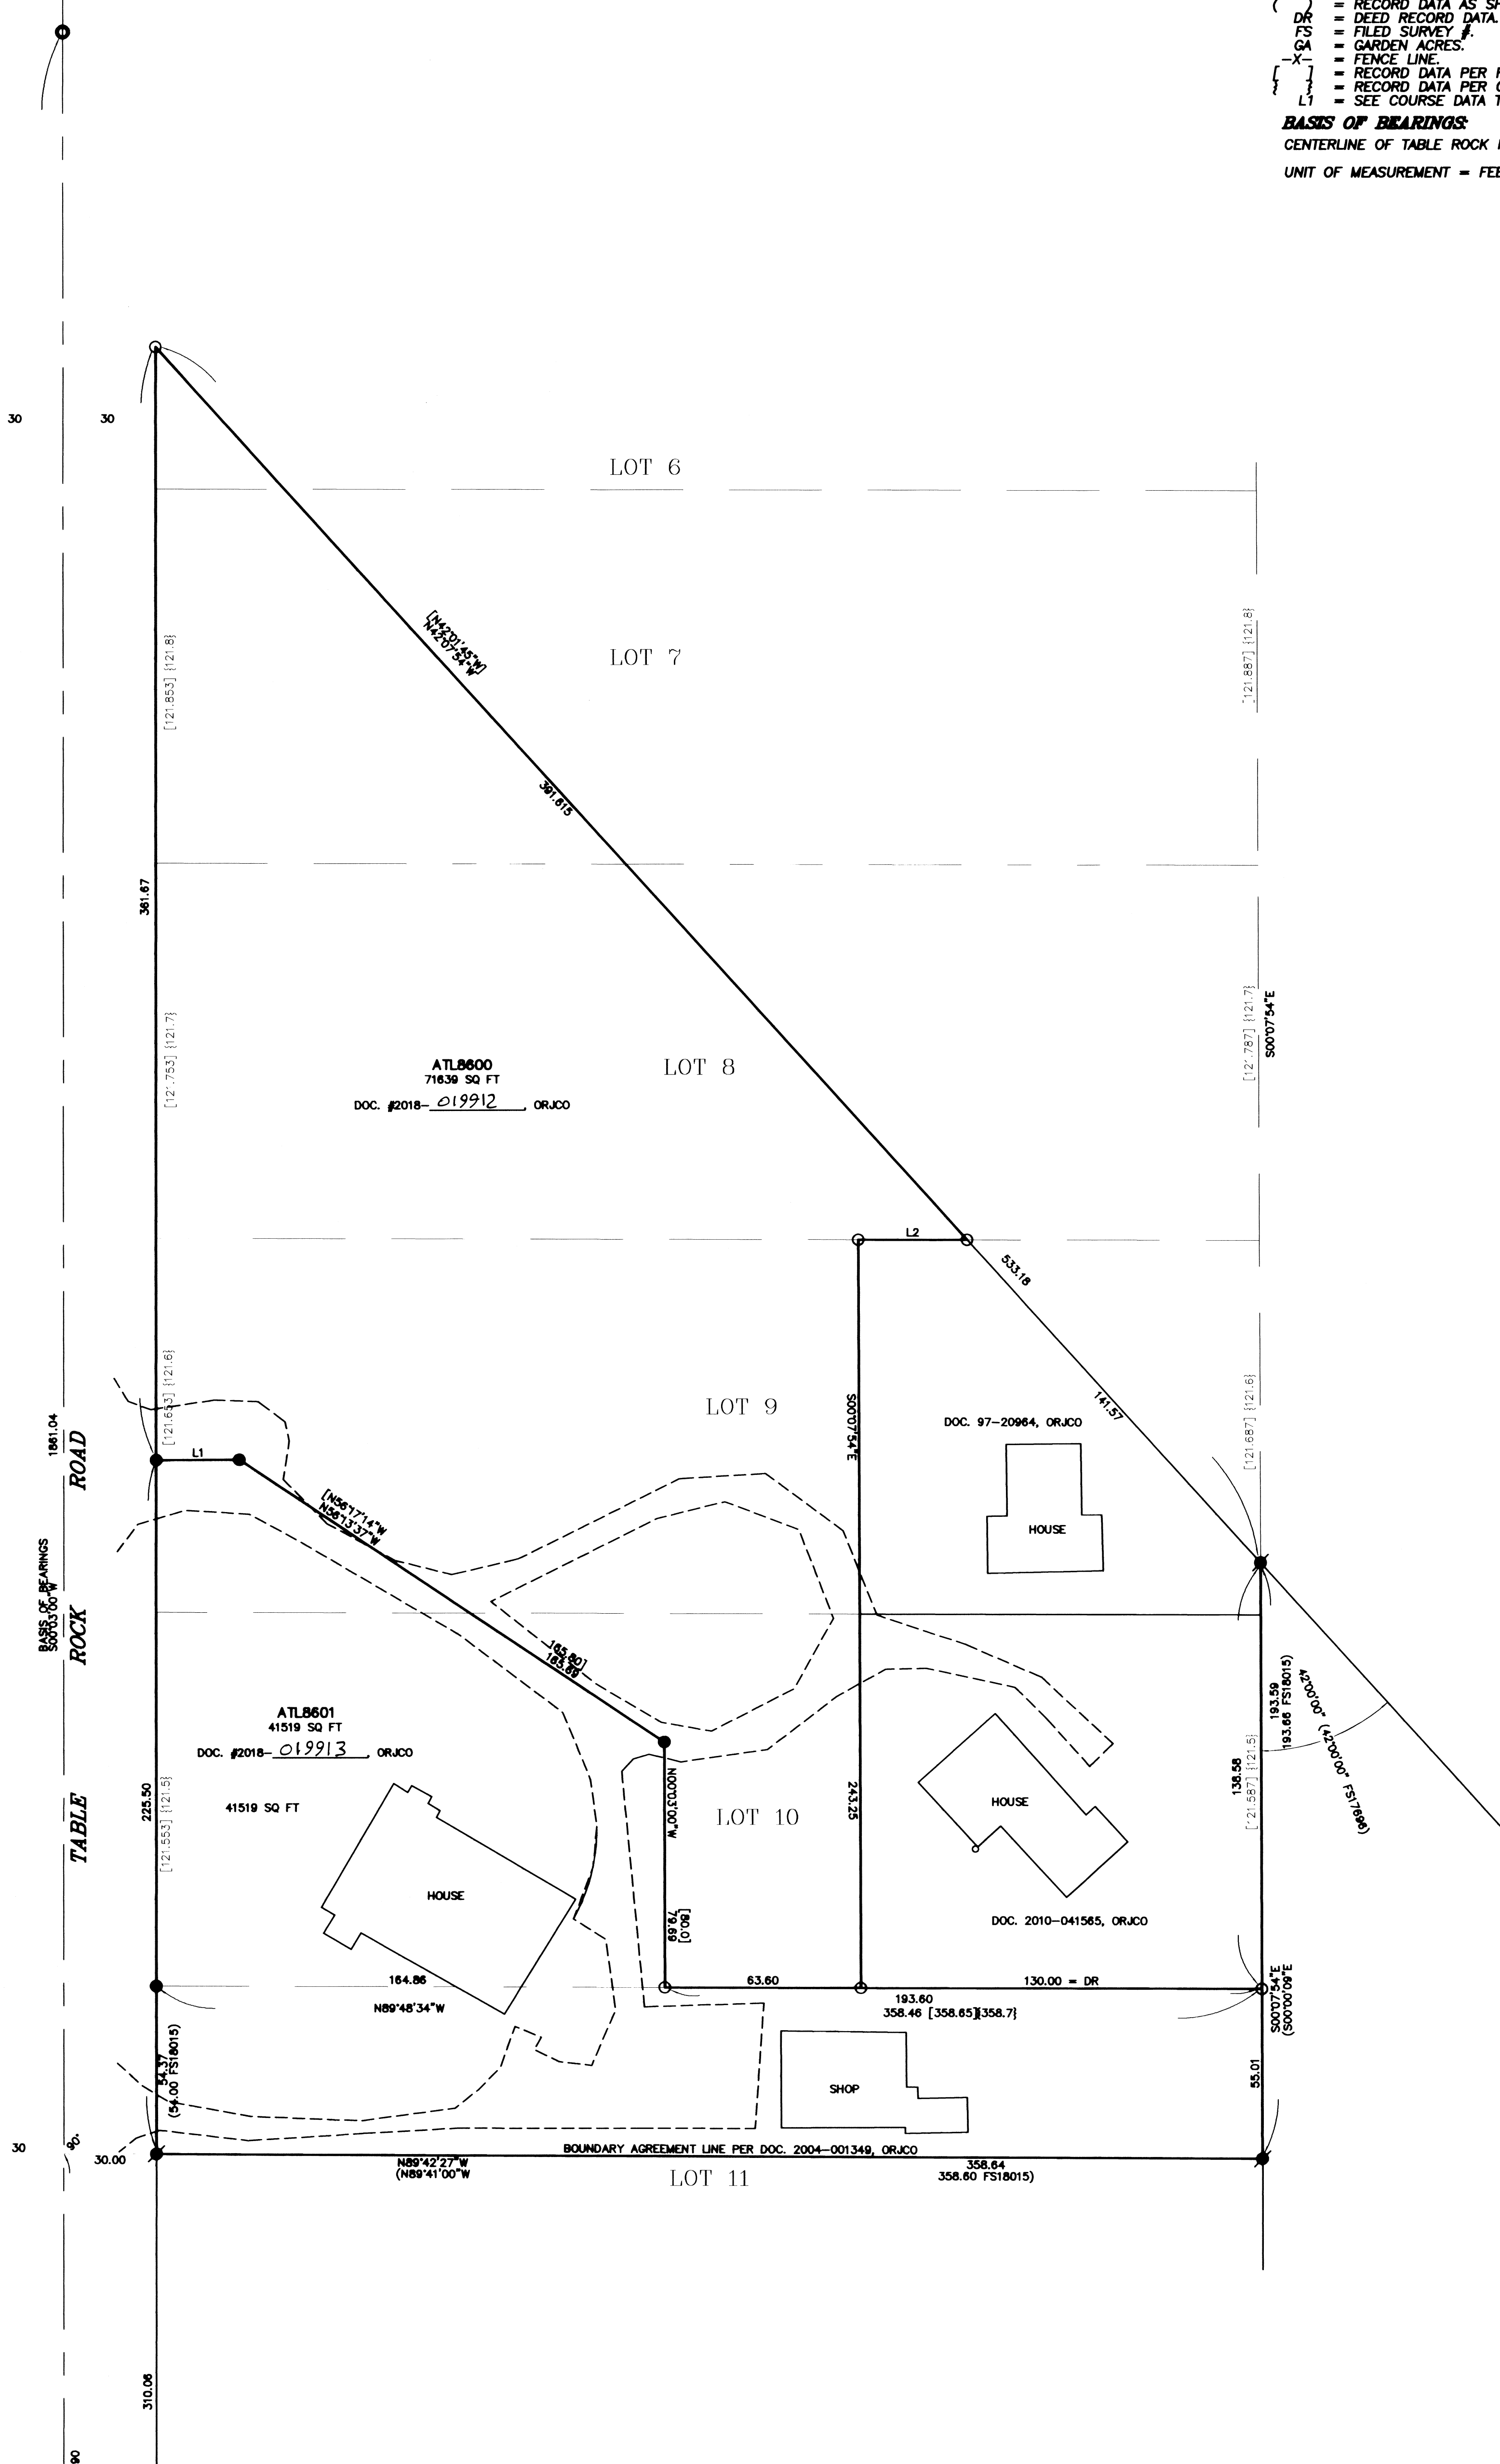 ( ) = RECORD DATA AS SH
DR = DEED RECORD DATA.
FS = FILED SURVEY #.
GA = GARDEN ACRES.
—X— = FENCE LINE.
[ ] = RECORD DATA PER
{ } = RECORD DATA PER
L1 = SEE COURSE DATA T
BASIS OF BEARINGS:
CENTERLINE OF TABLE ROCK
UNIT OF MEASUREMENT = FEE
30
30
LOT 6
[N42°01'45"W]
N42°07'54"W
LOT 7
[121.853] {121.8}
[121.887] {121.8}
391.615
361.67
[121.753] {121.7}
[121.787] {121.7}
S00°07'54"E
ATL8600
71639 SQ FT
DOC. #2018-019912, ORJCO
LOT 8
L2
533.18
141.57
[121.653] {121.6}
[121.687] {121.6}
LOT 9
S00°07'54"E
DOC. 97-20964, ORJCO
HOUSE
L1
[N56°17'14"W
N56°13'37"W
1861.04
BASIS OF BEARINGS
S00°03'00"W
TABLE ROCK ROAD
165.80]
165.69
ATL8601
41519 SQ FT
DOC. #2018-019913, ORJCO
41519 SQ FT
225.50
[121.553] {121.5}
HOUSE
N00°03'00"W
[80.0]
79.69
LOT 10
243.25
HOUSE
DOC. 2010-041565, ORJCO
193.59
193.66 FS18015)
42°00'00" (42°00'00" FS17696)
138.58
[121.587] {121.5}
164.86
N89°48'34"W
63.60
130.00 = DR
193.60
358.46 [358.65]{358.7}
S00°07'54"E
(S00°00'09"E
54.37
(54.00 FS18015)
55.01
SHOP
30
90.
30.00
BOUNDARY AGREEMENT LINE PER DOC. 2004-001349, ORJCO
N89°42'27"W
(N89°41'00"W
358.64
358.60 FS18015)
LOT 11
310.06
90